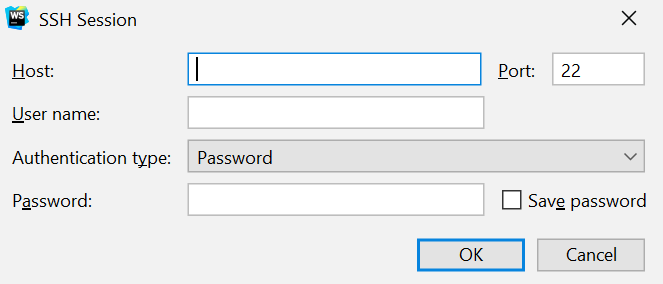 WS SSH Session
Host: Port: 22
User name:
Authentication type: Password
Password: Save password
OK Cancel